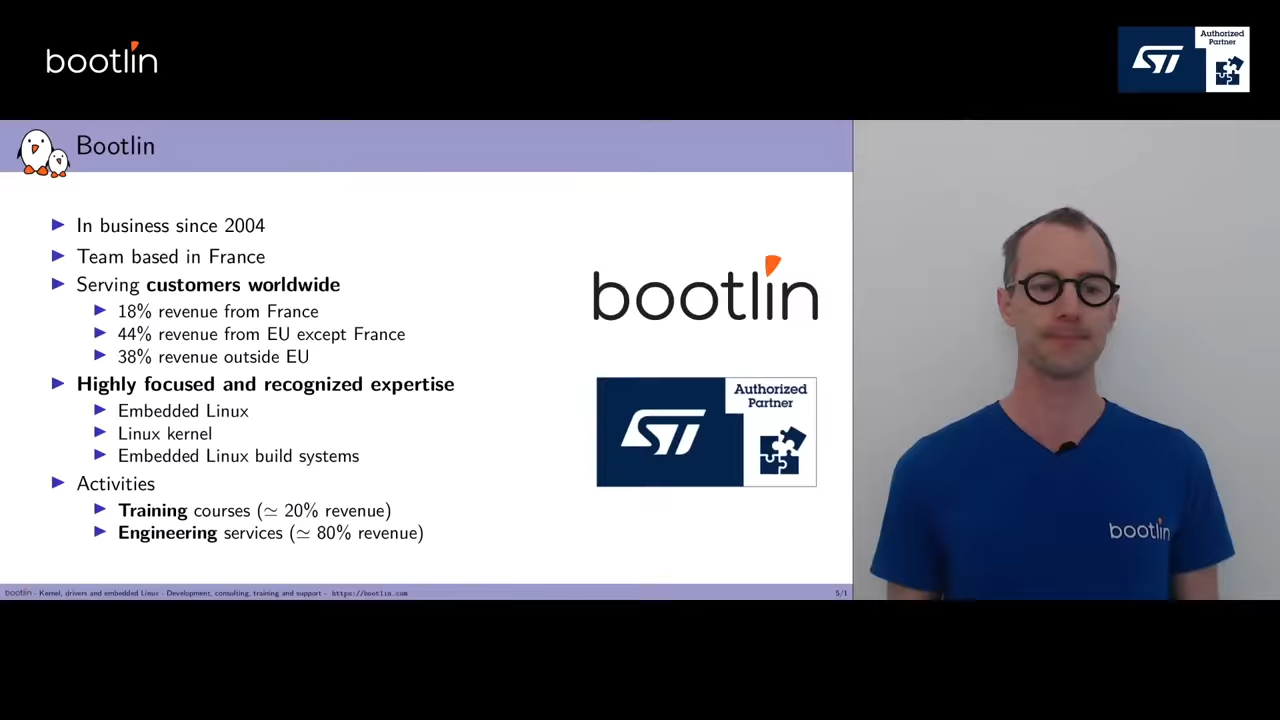 bootlin
ST
Authorized
Partner
Bootlin
In business since 2004
Team based in France
Serving customers worldwide
18% revenue from France
44% revenue from EU except France
38% revenue outside EU
Highly focused and recognized expertise
Embedded Linux
Linux kernel
Embedded Linux build systems
Activities
Training courses (≃ 20% revenue)
Engineering services (≃ 80% revenue)
bootlin
ST
Authorized
Partner
bootlin
bootlin - Kernel, drivers and embedded Linux - Development, consulting, training and support - https://bootlin.com
5/1